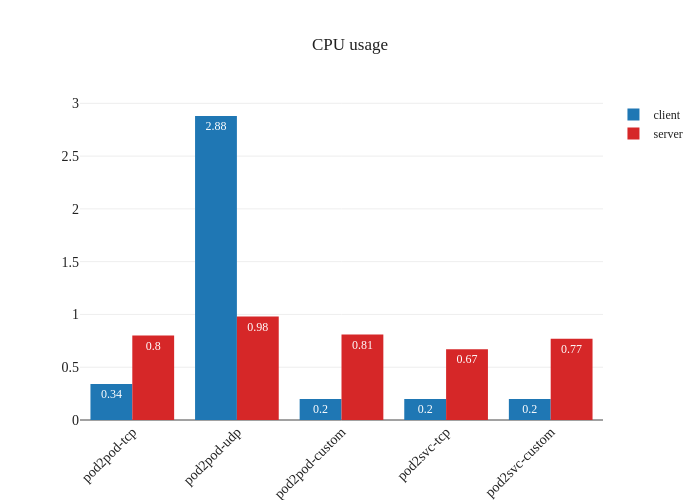 CPU usage
client
server
3
2.5
2
1.5
1
0.5
0
0.34
0.8
2.88
0.98
0.2
0.81
0.2
0.67
0.2
0.77
pod2pod-tcp
pod2pod-udp
pod2pod-custom
pod2svc-tcp
pod2svc-custom